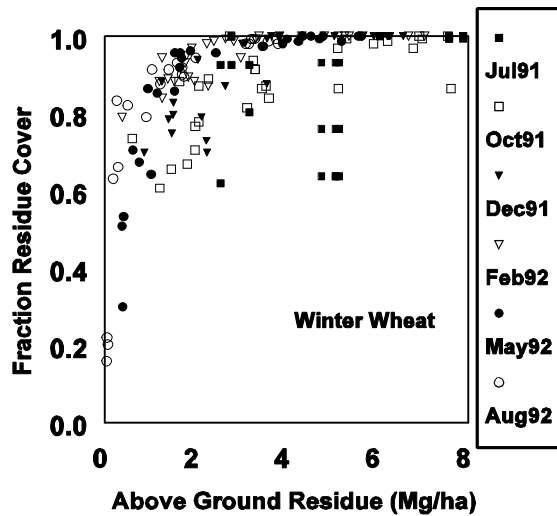 1.0
0.8
0.6
0.4
0.2
0.0
Fraction Residue Cover
Winter Wheat
0 2 4 6 8
Above Ground Residue (Mg/ha)
Jul91
Oct91
Dec91
Feb92
May92
Aug92